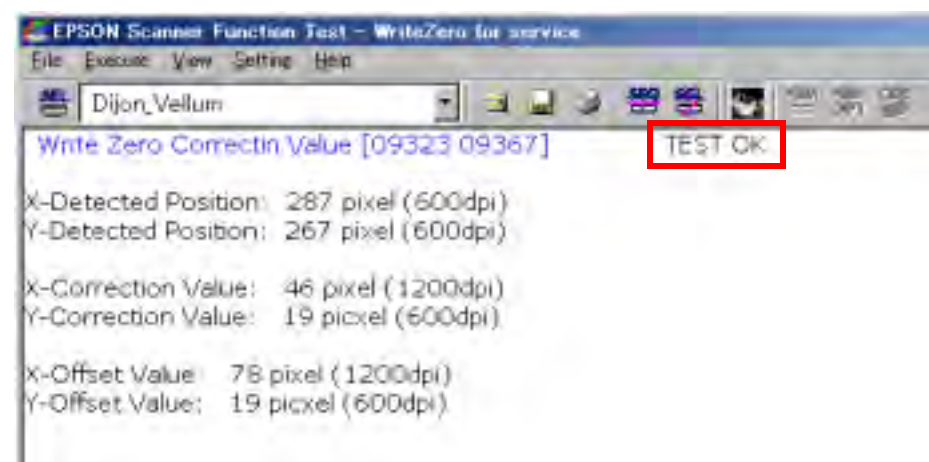 EPSON Scanner Function Test - WriteZero for service
File Execute View Setting Help
Dijon_Vellum
Write Zero Correctin Value [09323 09367] TEST OK
X-Detected Position: 287 pixel (600dpi)
Y-Detected Position: 267 pixel (600dpi)
X-Correction Value: 46 pixel (1200dpi)
Y-Correction Value: 19 picxel (600dpi)
X-Offset Value 78 pixel (1200dpi)
Y-Offset Value: 19 picxel (600dpi)